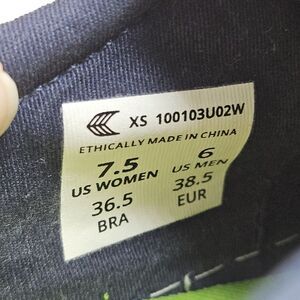 XS 100103U02W
ETHICALLY MADE IN CHINA
7.5 6
US WOMEN US MEN
36.5 38.5
BRA EUR